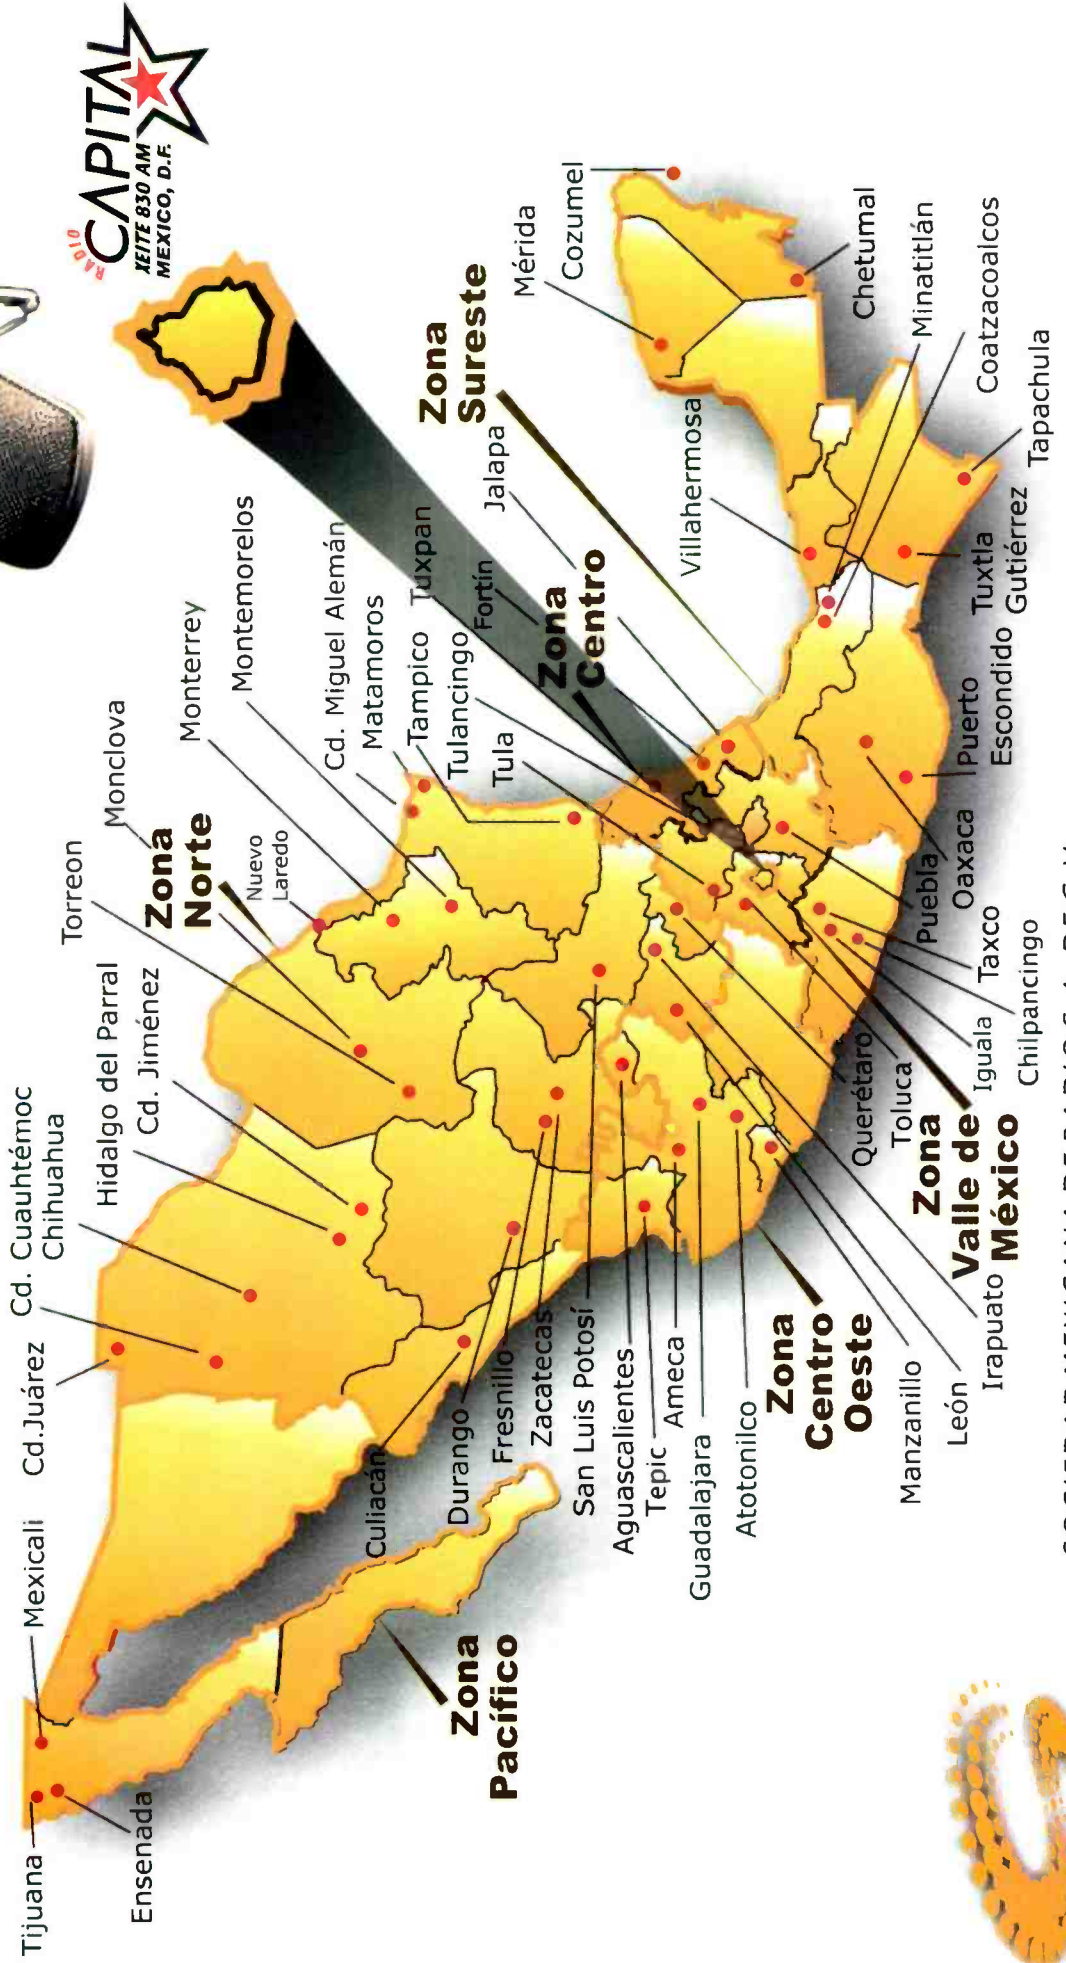 RADIO
CAPITAL
XEITE 830 AM
MEXICO, D.F.
Tijuana
Mexicali
Ensenada
Cd.Juárez
Cd. Cuauhtémoc
Chihuahua
Hidalgo del Parral
Cd. Jiménez
Torreon
Monclova
Zona
Norte
Nuevo
Laredo
Monterrey
Montemorelos
Cd. Miguel Alemán
Matamoros
Tampico
Tuxpan
Tulancingo
Fortín
Tula
Jalapa
Zona
Centro
Zona
Sureste
Mérida
Cozumel
Villahermosa
Chetumal
Minatitlán
Coatzacoalcos
Tapachula
Tuxtla
Gutiérrez
Puerto
Escondido
Oaxaca
Puebla
Taxco
Chilpancingo
Iguala
Toluca
Querétaro
Zona
Valle de
México
Irapuato
León
Manzanillo
Zona
Centro
Oeste
Atotonilco
Guadalajara
Ameca
Tepic
Aguascalientes
San Luis Potosí
Zacatecas
Fresnillo
Durango
Culiacán
Zona
Pacífico